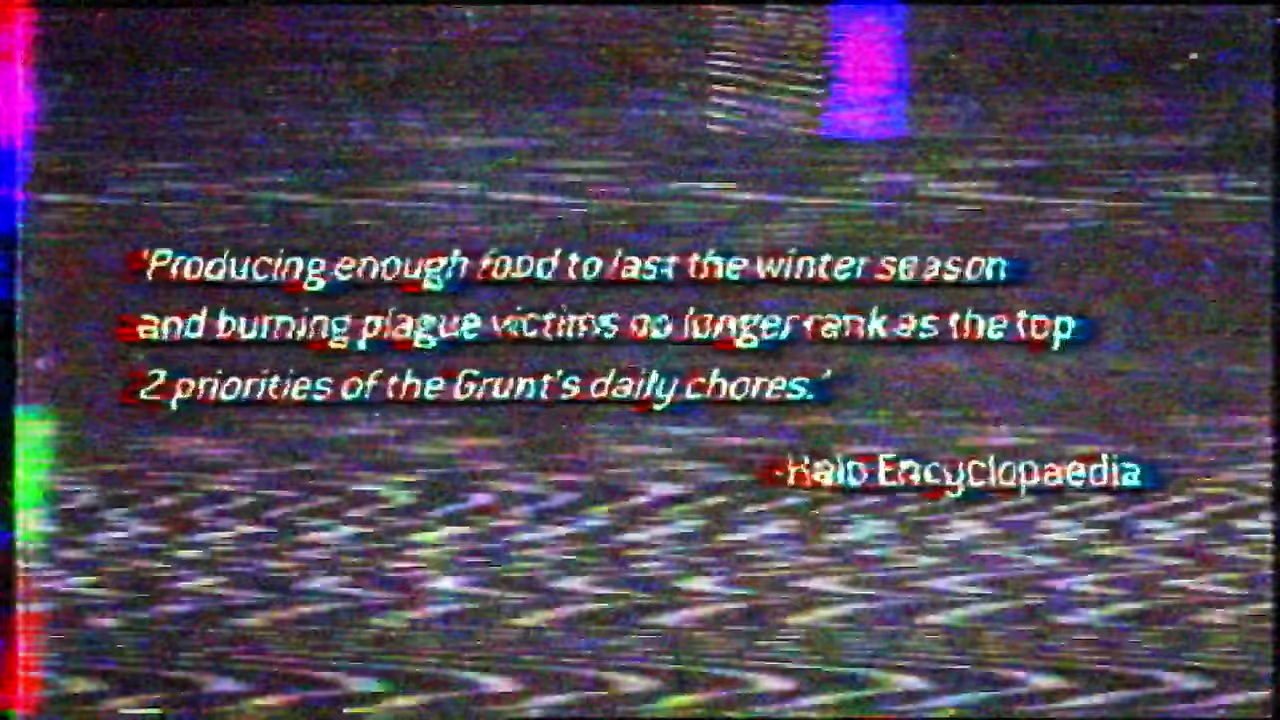 'Producing enough food to last the winter season
and burning plague victims no longer rank as the top
2 priorities of the Grunt's daily chores.'
-Halo Encyclopaedia